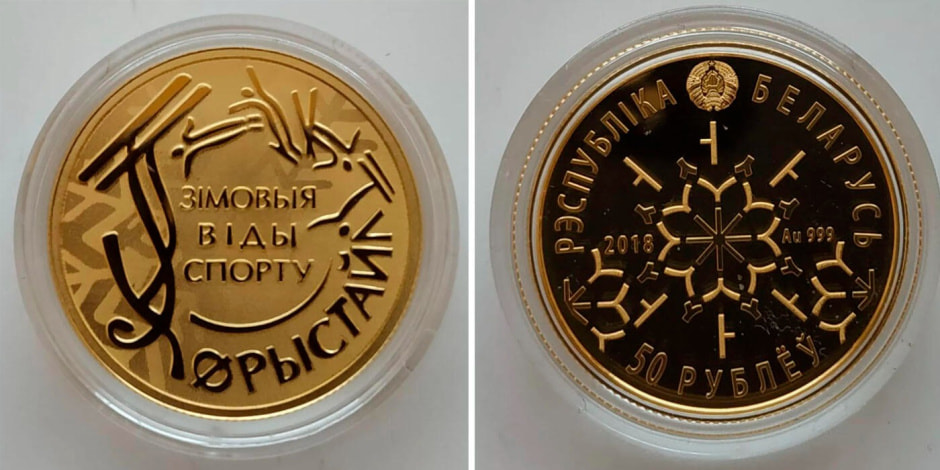 ЗІМОВЫЯ
ВІДЫ
СПОРТУ
ФРЫСТАЙЛ
РЭСПУБЛІКА БЕЛАРУСЬ
2018 Au 999
50 РУБЛЁЎ